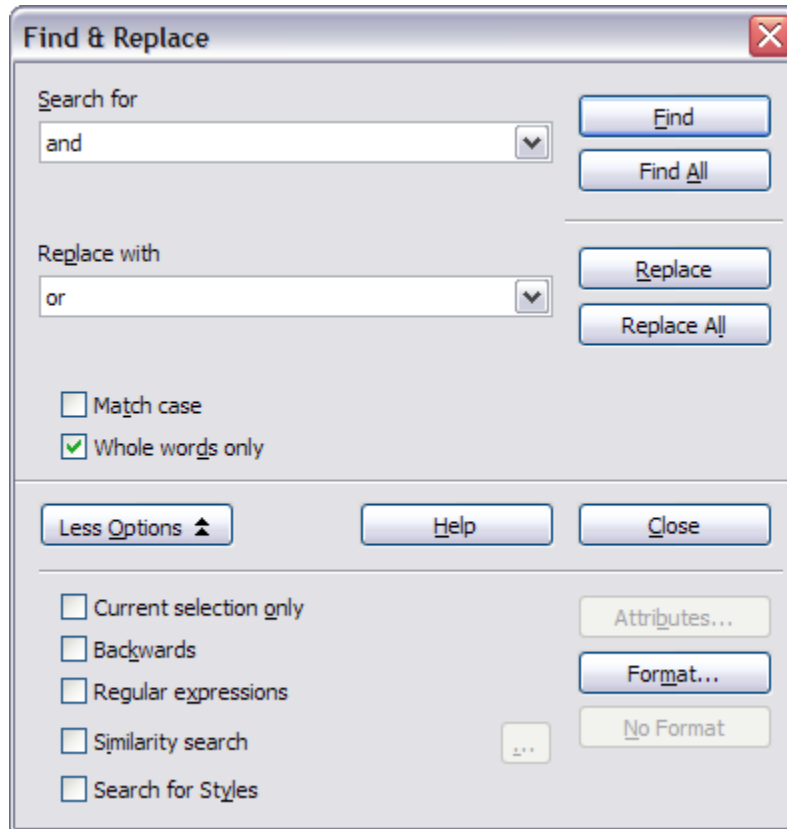 Find & Replace
Search for
and
Find
Find All
Replace with
or
Replace
Replace All
Match case
Whole words only
Less Options
Help
Close
Current selection only
Attributes...
Backwards
Format...
Regular expressions
No Format
Similarity search
...
Search for Styles